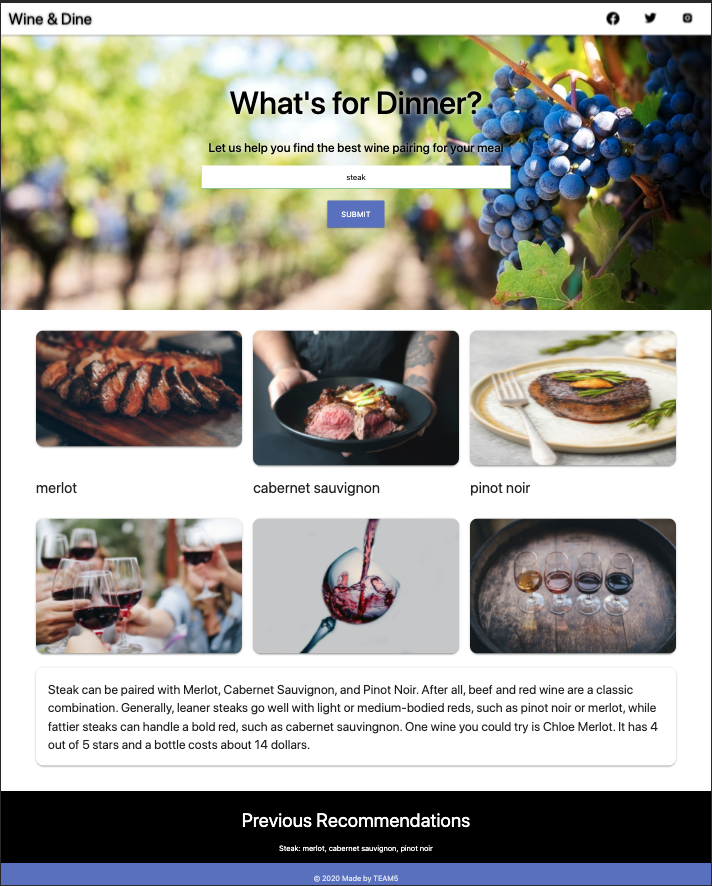 Wine & Dine
What's for Dinner?
Let us help you find the best wine pairing for your meal
steak
SUBMIT
merlot
cabernet sauvignon
pinot noir
Steak can be paired with Merlot, Cabernet Sauvignon, and Pinot Noir. After all, beef and red wine are a classic
combination. Generally, leaner steaks go well with light or medium-bodied reds, such as pinot noir or merlot, while
fattier steaks can handle a bold red, such as cabernet sauvingnon. One wine you could try is Chloe Merlot. It has 4
out of 5 stars and a bottle costs about 14 dollars.
Previous Recommendations
Steak: merlot, cabernet sauvignon, pinot noir
© 2020 Made by TEAM5